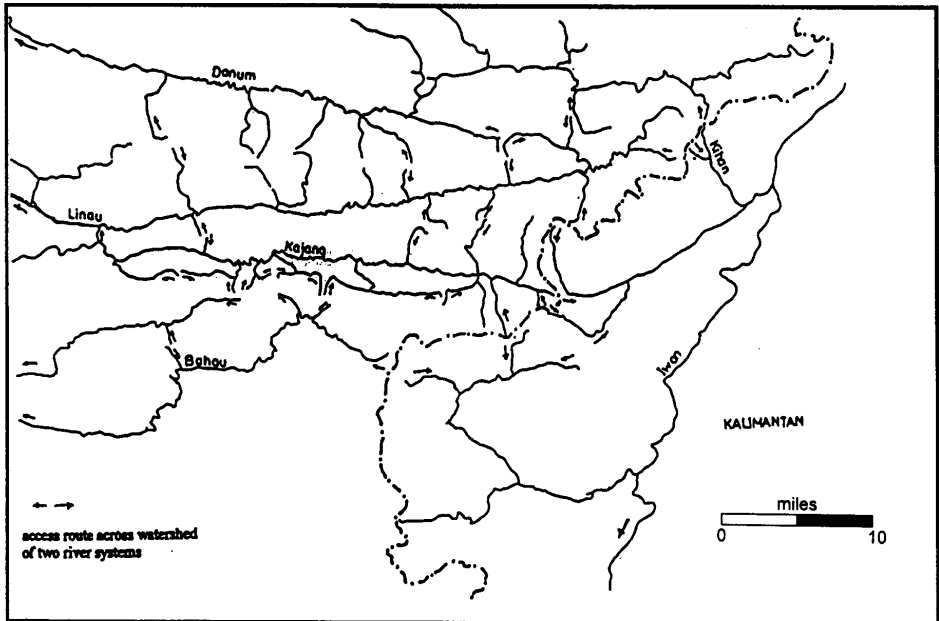 Danum
Kihan
Linau
Kajang
Bahau
Iwan
KALIMANTAN
miles
0 10
access route across watershed
of two river systems